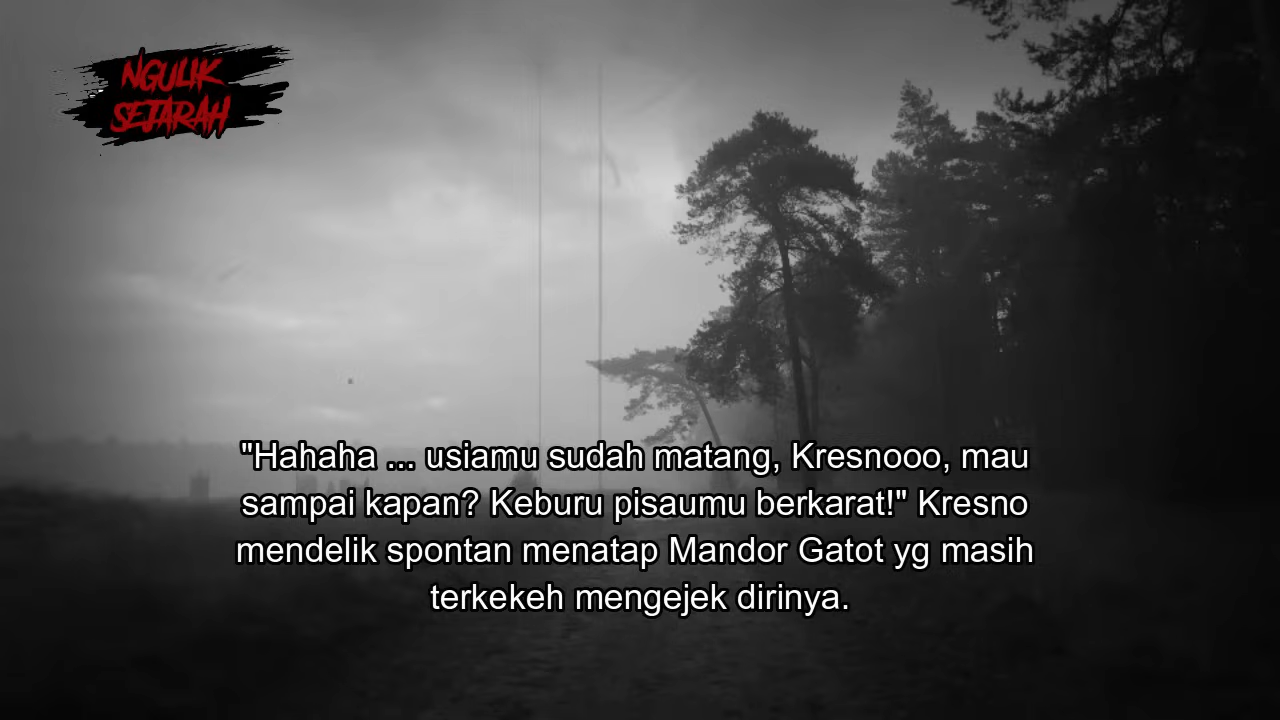 NGULIK
SEJARAH
"Hahaha ... usiamu sudah matang, Kresnooo, mau
sampai kapan? Keburu pisaumu berkarat!" Kresno
mendelik spontan menatap Mandor Gatot yg masih
terkekeh mengejek dirinya.